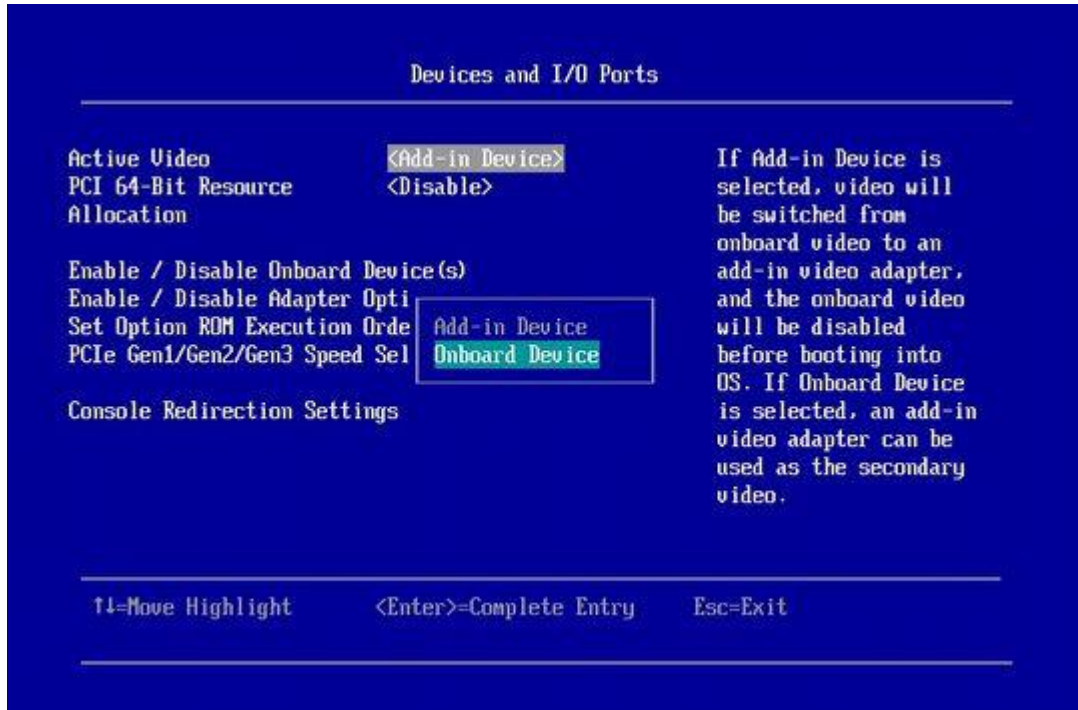 Devices and I/O Ports
Active Video <Add-in Device>
PCI 64-Bit Resource <Disable>
Allocation
Enable / Disable Onboard Device(s)
Enable / Disable Adapter Opti
Set Option ROM Execution Orde
PCIe Gen1/Gen2/Gen3 Speed Sel
Console Redirection Settings
Add-in Device
Onboard Device
If Add-in Device is
selected, video will
be switched from
onboard video to an
add-in video adapter,
and the onboard video
will be disabled
before booting into
OS. If Onboard Device
is selected, an add-in
video adapter can be
used as the secondary
video.
↑↓=Move Highlight <Enter>=Complete Entry Esc=Exit